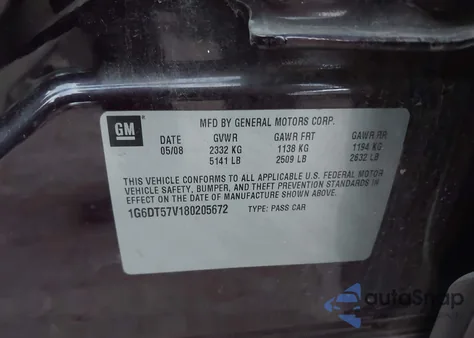 GM
MFD BY GENERAL MOTORS CORP.
DATE GVWR GAWR FRT GAWR RR
05/08 2332 KG 1138 KG 1194 KG
5141 LB 2509 LB 2632 LB
THIS VEHICLE CONFORMS TO ALL APPLICABLE U.S. FEDERAL MOTOR
VEHICLE SAFETY, BUMPER, AND THEFT PREVENTION STANDARDS IN
EFFECT ON THE DATE OF MANUFACTURE SHOWN ABOVE.
1G6DT57V180205672 TYPE: PASS CAR
autoSnap